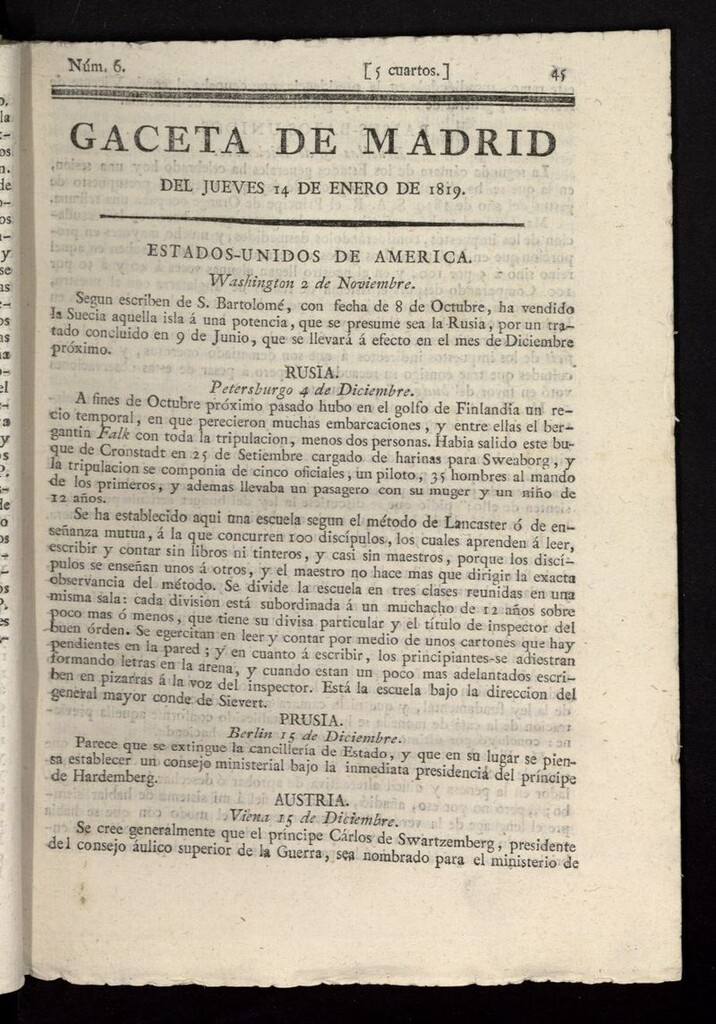 Núm. 6.
[5 cuartos.]
45
GACETA DE MADRID
DEL JUEVES 14 DE ENERO DE 1819.
ESTADOS-UNIDOS DE AMERICA.
Washington 2 de Noviembre.
Segun escriben de S. Bartolomé, con fecha de 8 de Octubre, ha vendido
la Suecia aquella isla á una potencia, que se presume sea la Rusia, por un tra-
tado concluido en 9 de Junio, que se llevará á efecto en el mes de Diciembre
próximo.
RUSIA.
Petersburgo 4 de Diciembre.
A fines de Octubre próximo pasado hubo en el golfo de Finlandia un re-
cio temporal, en que perecieron muchas embarcaciones, y entre ellas el ber-
gantin Falk con toda la tripulacion, menos dos personas. Habia salido este bu-
que de Cronstadt en 25 de Setiembre cargado de harinas para Sweaborg, y
la tripulacion se componia de cinco oficiales, un piloto, 35 hombres al mando
de los primeros, y ademas llevaba un pasagero con su muger y un niño de
12 años.
Se ha establecido aqui una escuela segun el método de Lancaster ó de en-
señanza mutua, á la que concurren 100 discípulos, los cuales aprenden á leer,
escribir y contar sin libros ni tinteros, y casi sin maestros, porque los discí-
pulos se enseñan unos á otros, y el maestro no hace mas que dirigir la exacta
observancia del método. Se divide la escuela en tres clases reunidas en una
misma sala: cada division está subordinada á un muchacho de 12 años sobre
poco mas ó menos, que tiene su divisa particular y el título de inspector del
buen órden. Se egercitan en leer y contar por medio de unos cartones que hay
pendientes en la pared; y en cuanto á escribir, los principiantes se adiestran
formando letras en la arena, y cuando estan un poco mas adelantados escri-
ben en pizarras á la voz del inspector. Está la escuela bajo la direccion del
general mayor conde de Sievert.
PRUSIA.
Berlin 15 de Diciembre.
Parece que se extingue la cancillería de Estado, y que en su lugar se pien-
sa establecer un consejo ministerial bajo la inmediata presidencia del príncipe
de Hardemberg.
AUSTRIA.
Viena 15 de Diciembre.
Se cree generalmente que el príncipe Cárlos de Swartzemberg, presidente
del consejo áulico superior de la Guerra, sea nombrado para el ministerio de